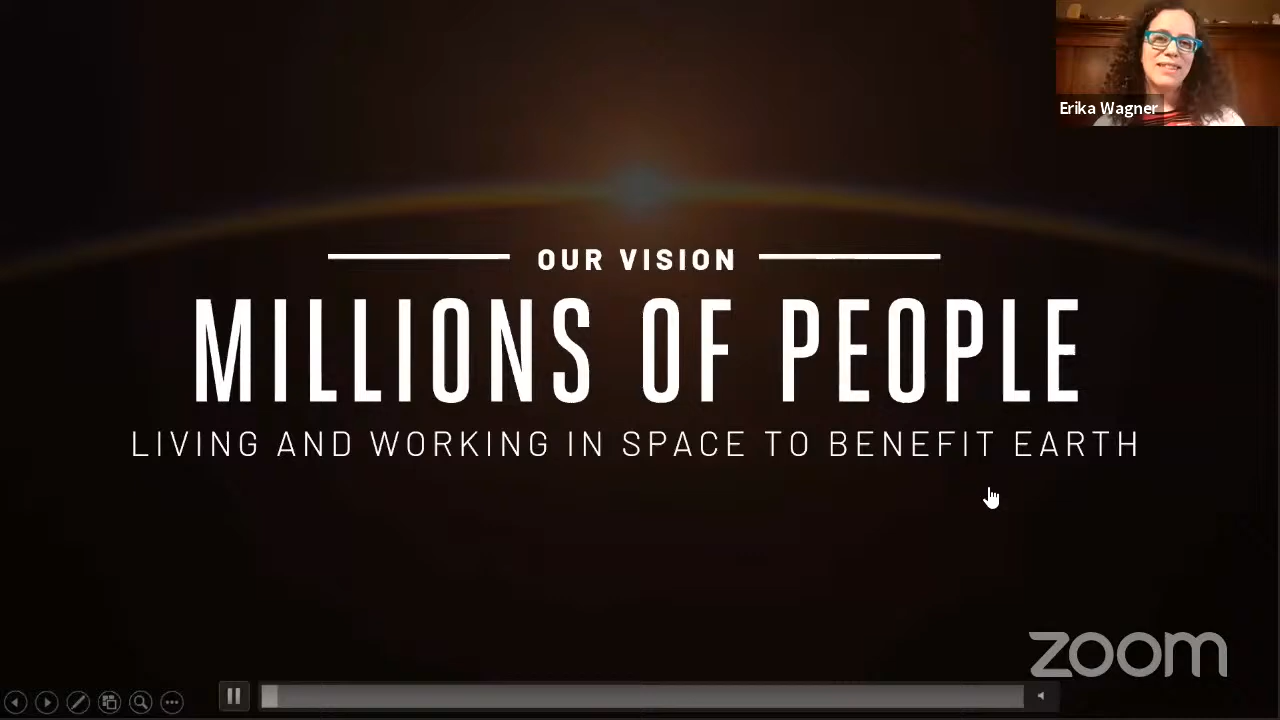 Erika Wagner
OUR VISION
MILLIONS OF PEOPLE
LIVING AND WORKING IN SPACE TO BENEFIT EARTH
zoom